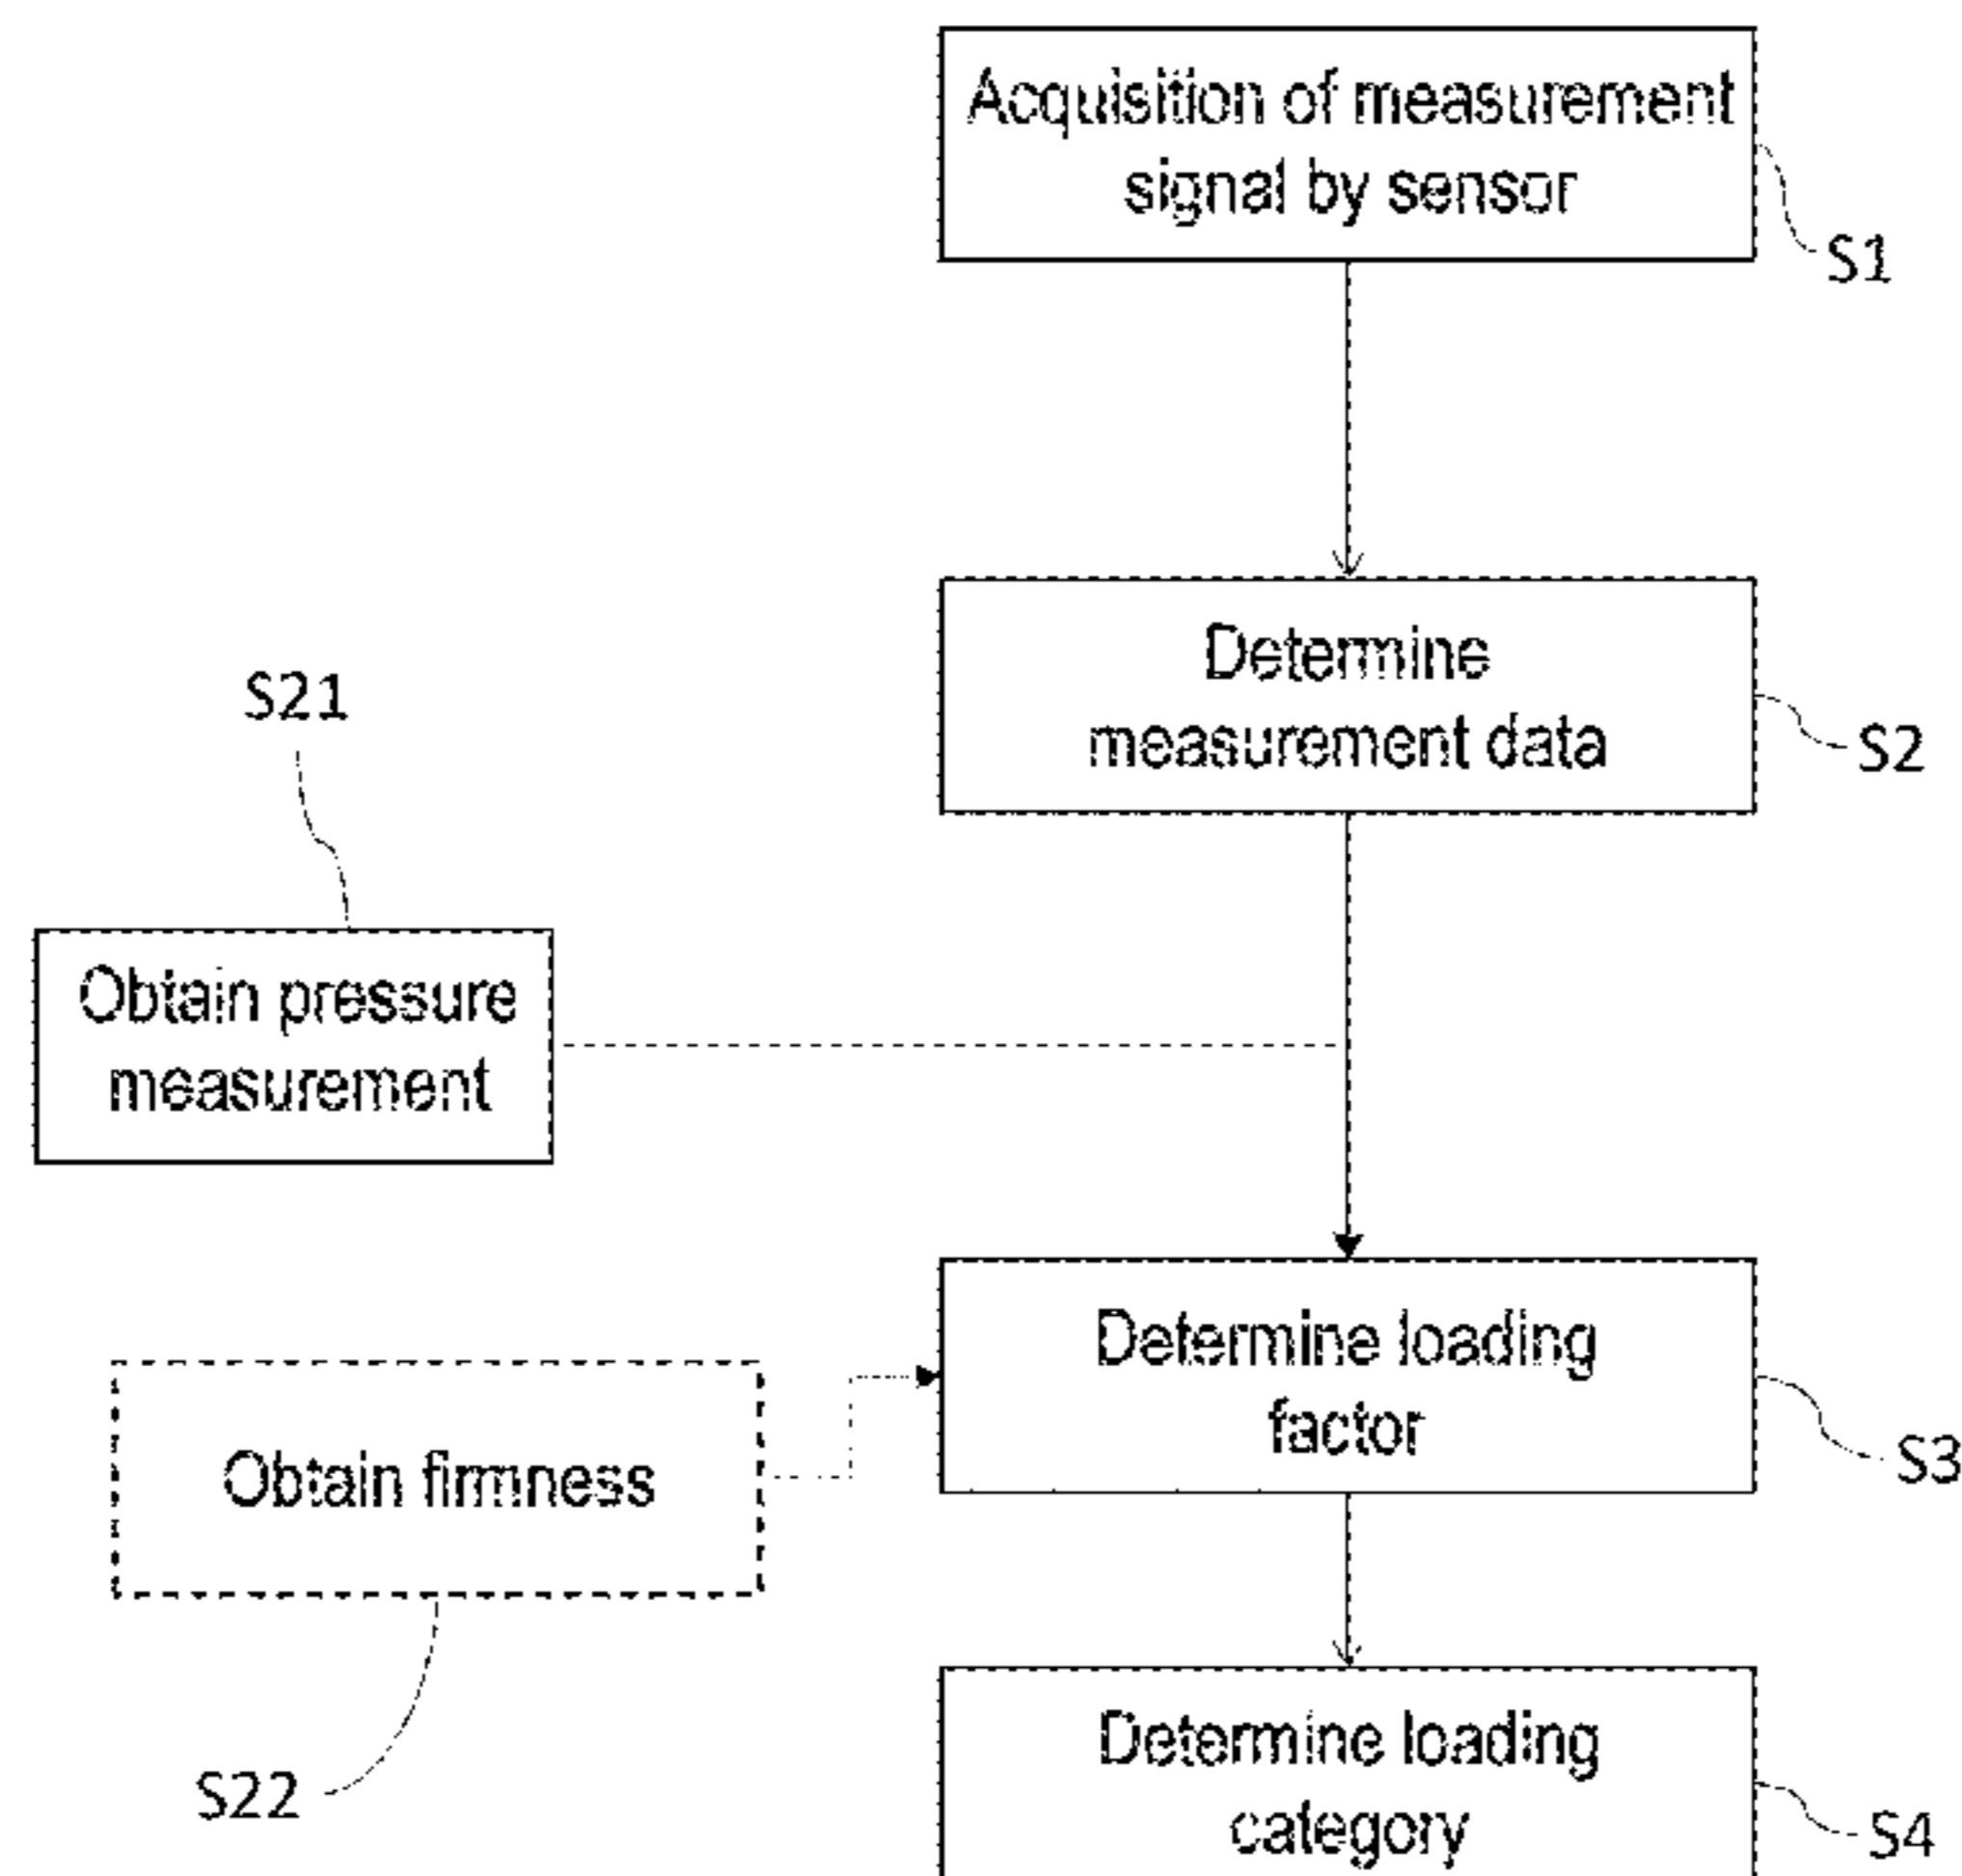 Acquisition of measurement
signal by sensor
S1
Determine
measurement data
S2
S21
Obtain pressure
measurement
Determine loading
factor
S3
Obtain firmness
S22
Determine loading
category
S4